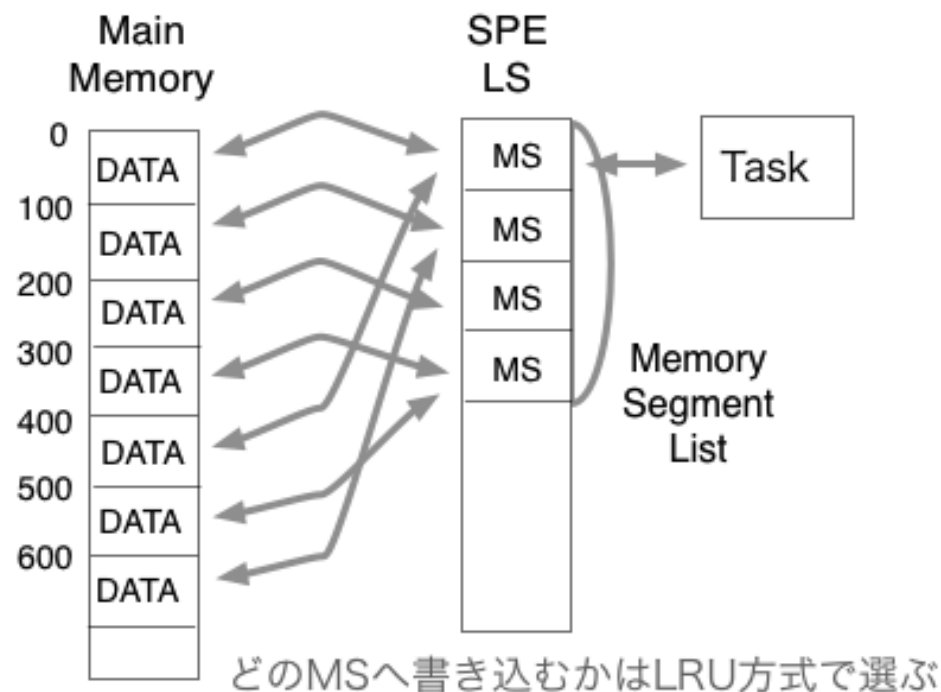 Main
Memory
SPE
LS
0
100
200
300
400
500
600
DATA
DATA
DATA
DATA
DATA
DATA
DATA
MS
MS
MS
MS
Task
Memory
Segment
List
どのMSへ書き込むかはLRU方式で選ぶ